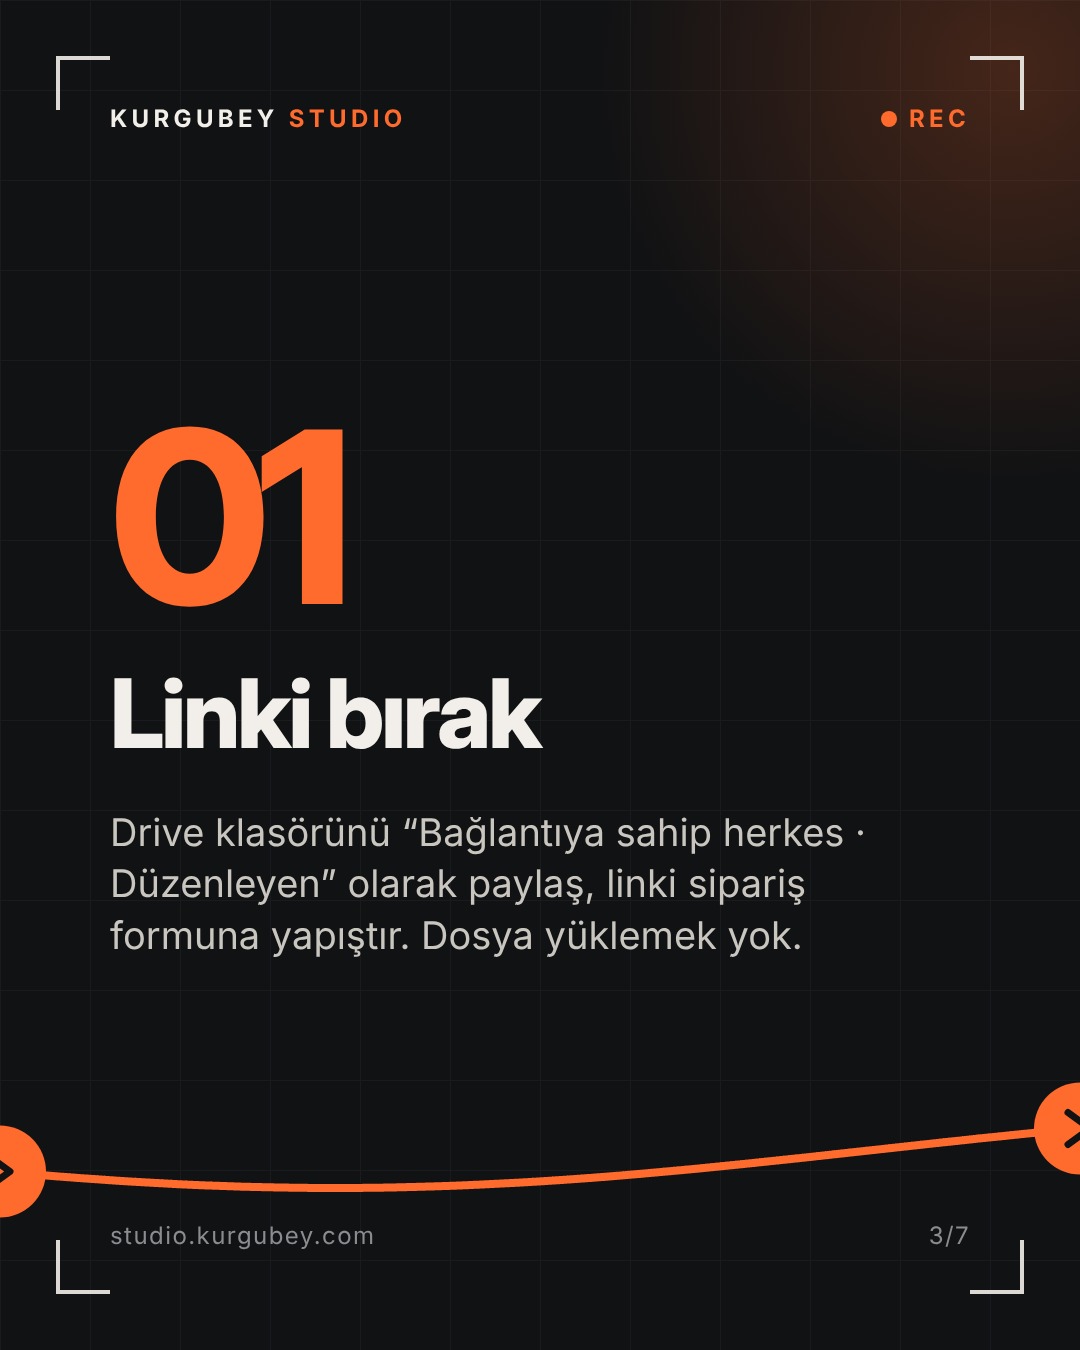 KURGUBEY STUDIO
REC
01
Linki bırak
Drive klasörünü “Bağlantıya sahip herkes ·
Düzenleyen” olarak paylaş, linki sipariş
formuna yapıştır. Dosya yüklemek yok.
studio.kurgubey.com
3/7